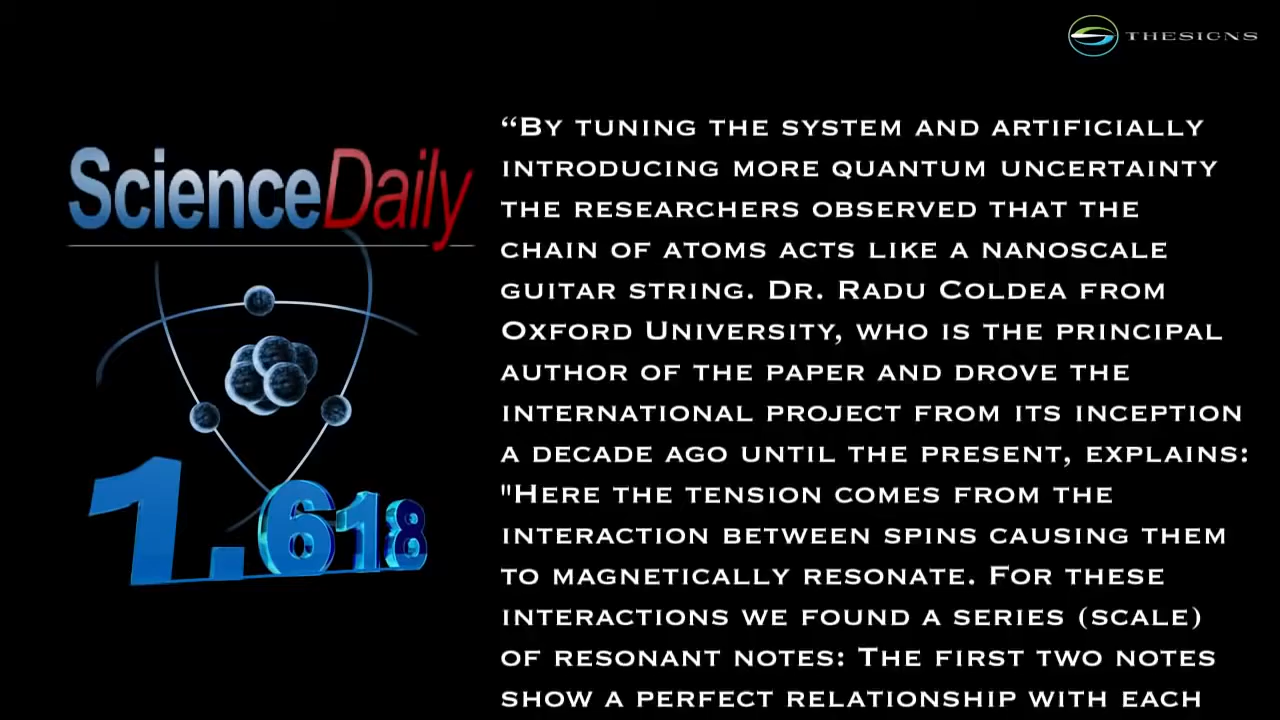 THESIGNS
ScienceDaily
1.618
“BY TUNING THE SYSTEM AND ARTIFICIALLY
INTRODUCING MORE QUANTUM UNCERTAINTY
THE RESEARCHERS OBSERVED THAT THE
CHAIN OF ATOMS ACTS LIKE A NANOSCALE
GUITAR STRING. DR. RADU COLDEA FROM
OXFORD UNIVERSITY, WHO IS THE PRINCIPAL
AUTHOR OF THE PAPER AND DROVE THE
INTERNATIONAL PROJECT FROM ITS INCEPTION
A DECADE AGO UNTIL THE PRESENT, EXPLAINS:
"HERE THE TENSION COMES FROM THE
INTERACTION BETWEEN SPINS CAUSING THEM
TO MAGNETICALLY RESONATE. FOR THESE
INTERACTIONS WE FOUND A SERIES (SCALE)
OF RESONANT NOTES: THE FIRST TWO NOTES
SHOW A PERFECT RELATIONSHIP WITH EACH